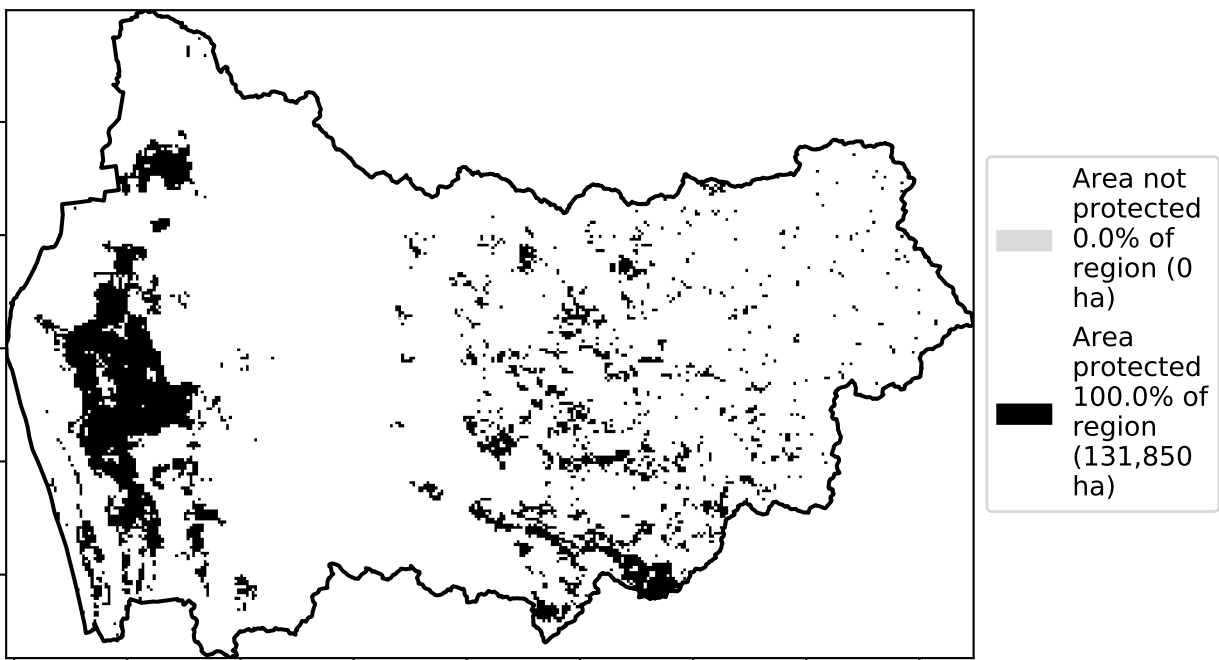 Area not
protected
0.0% of
region (0
ha)
Area
protected
100.0% of
region
(131,850
ha)